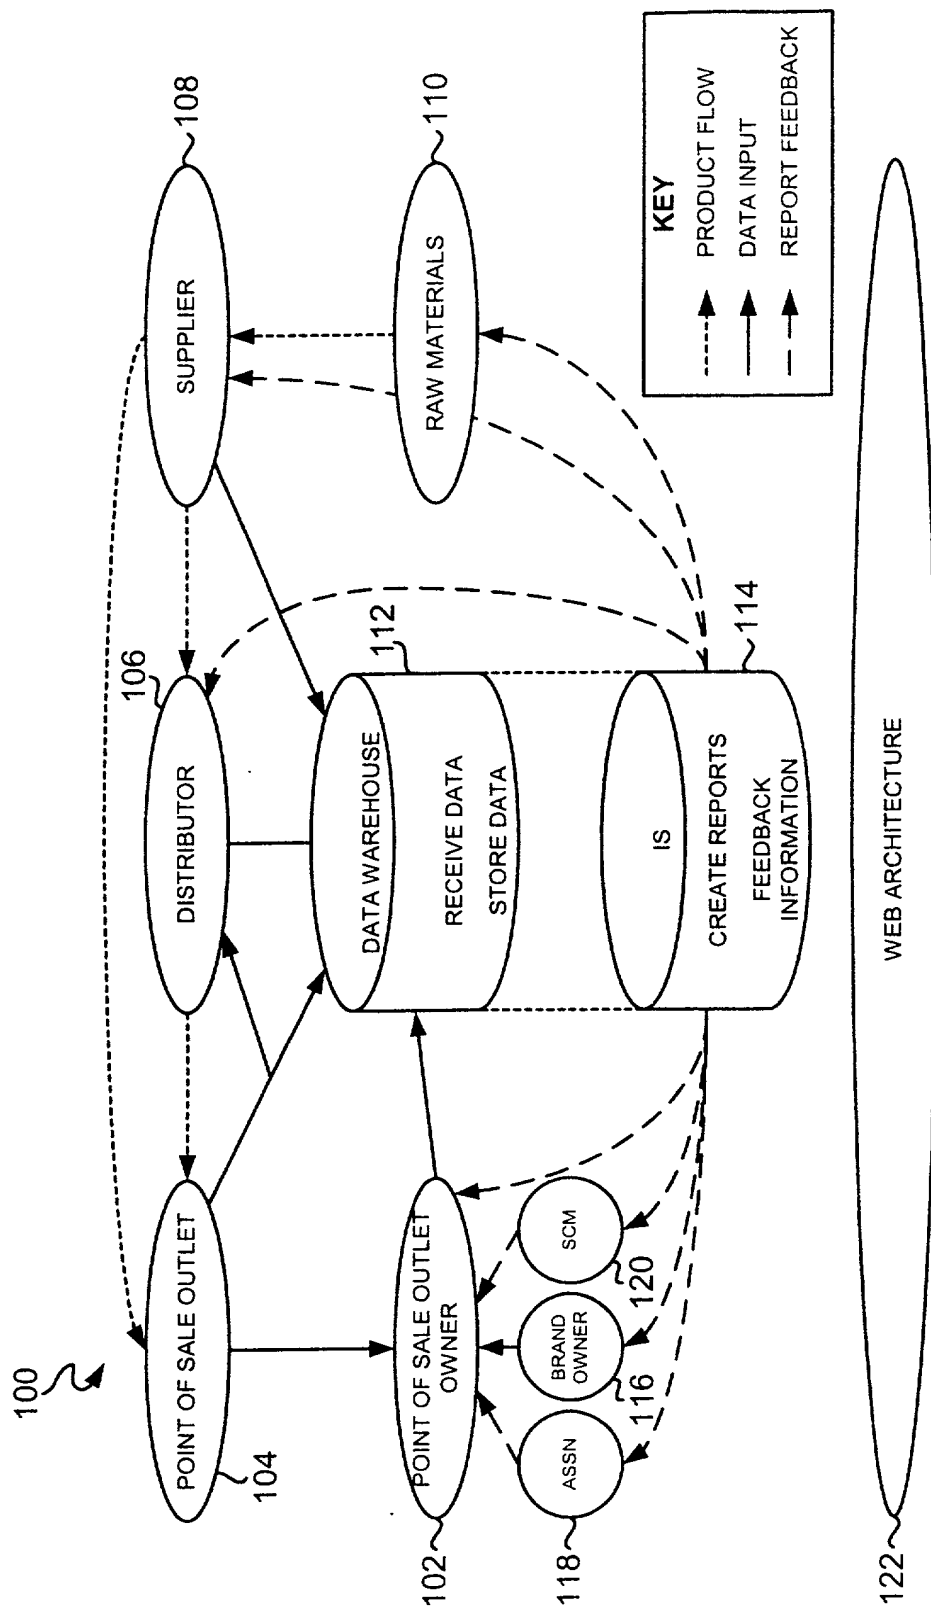 100
POINT OF SALE OUTLET
104
DISTRIBUTOR
106
SUPPLIER
108
POINT OF SALE OUTLET
OWNER
102
DATA WAREHOUSE
RECEIVE DATA
STORE DATA
112
RAW MATERIALS
110
ASSN
118
BRAND
OWNER
116
SCM
120
IS
CREATE REPORTS
FEEDBACK
INFORMATION
114
KEY
PRODUCT FLOW
DATA INPUT
REPORT FEEDBACK
WEB ARCHITECTURE
122